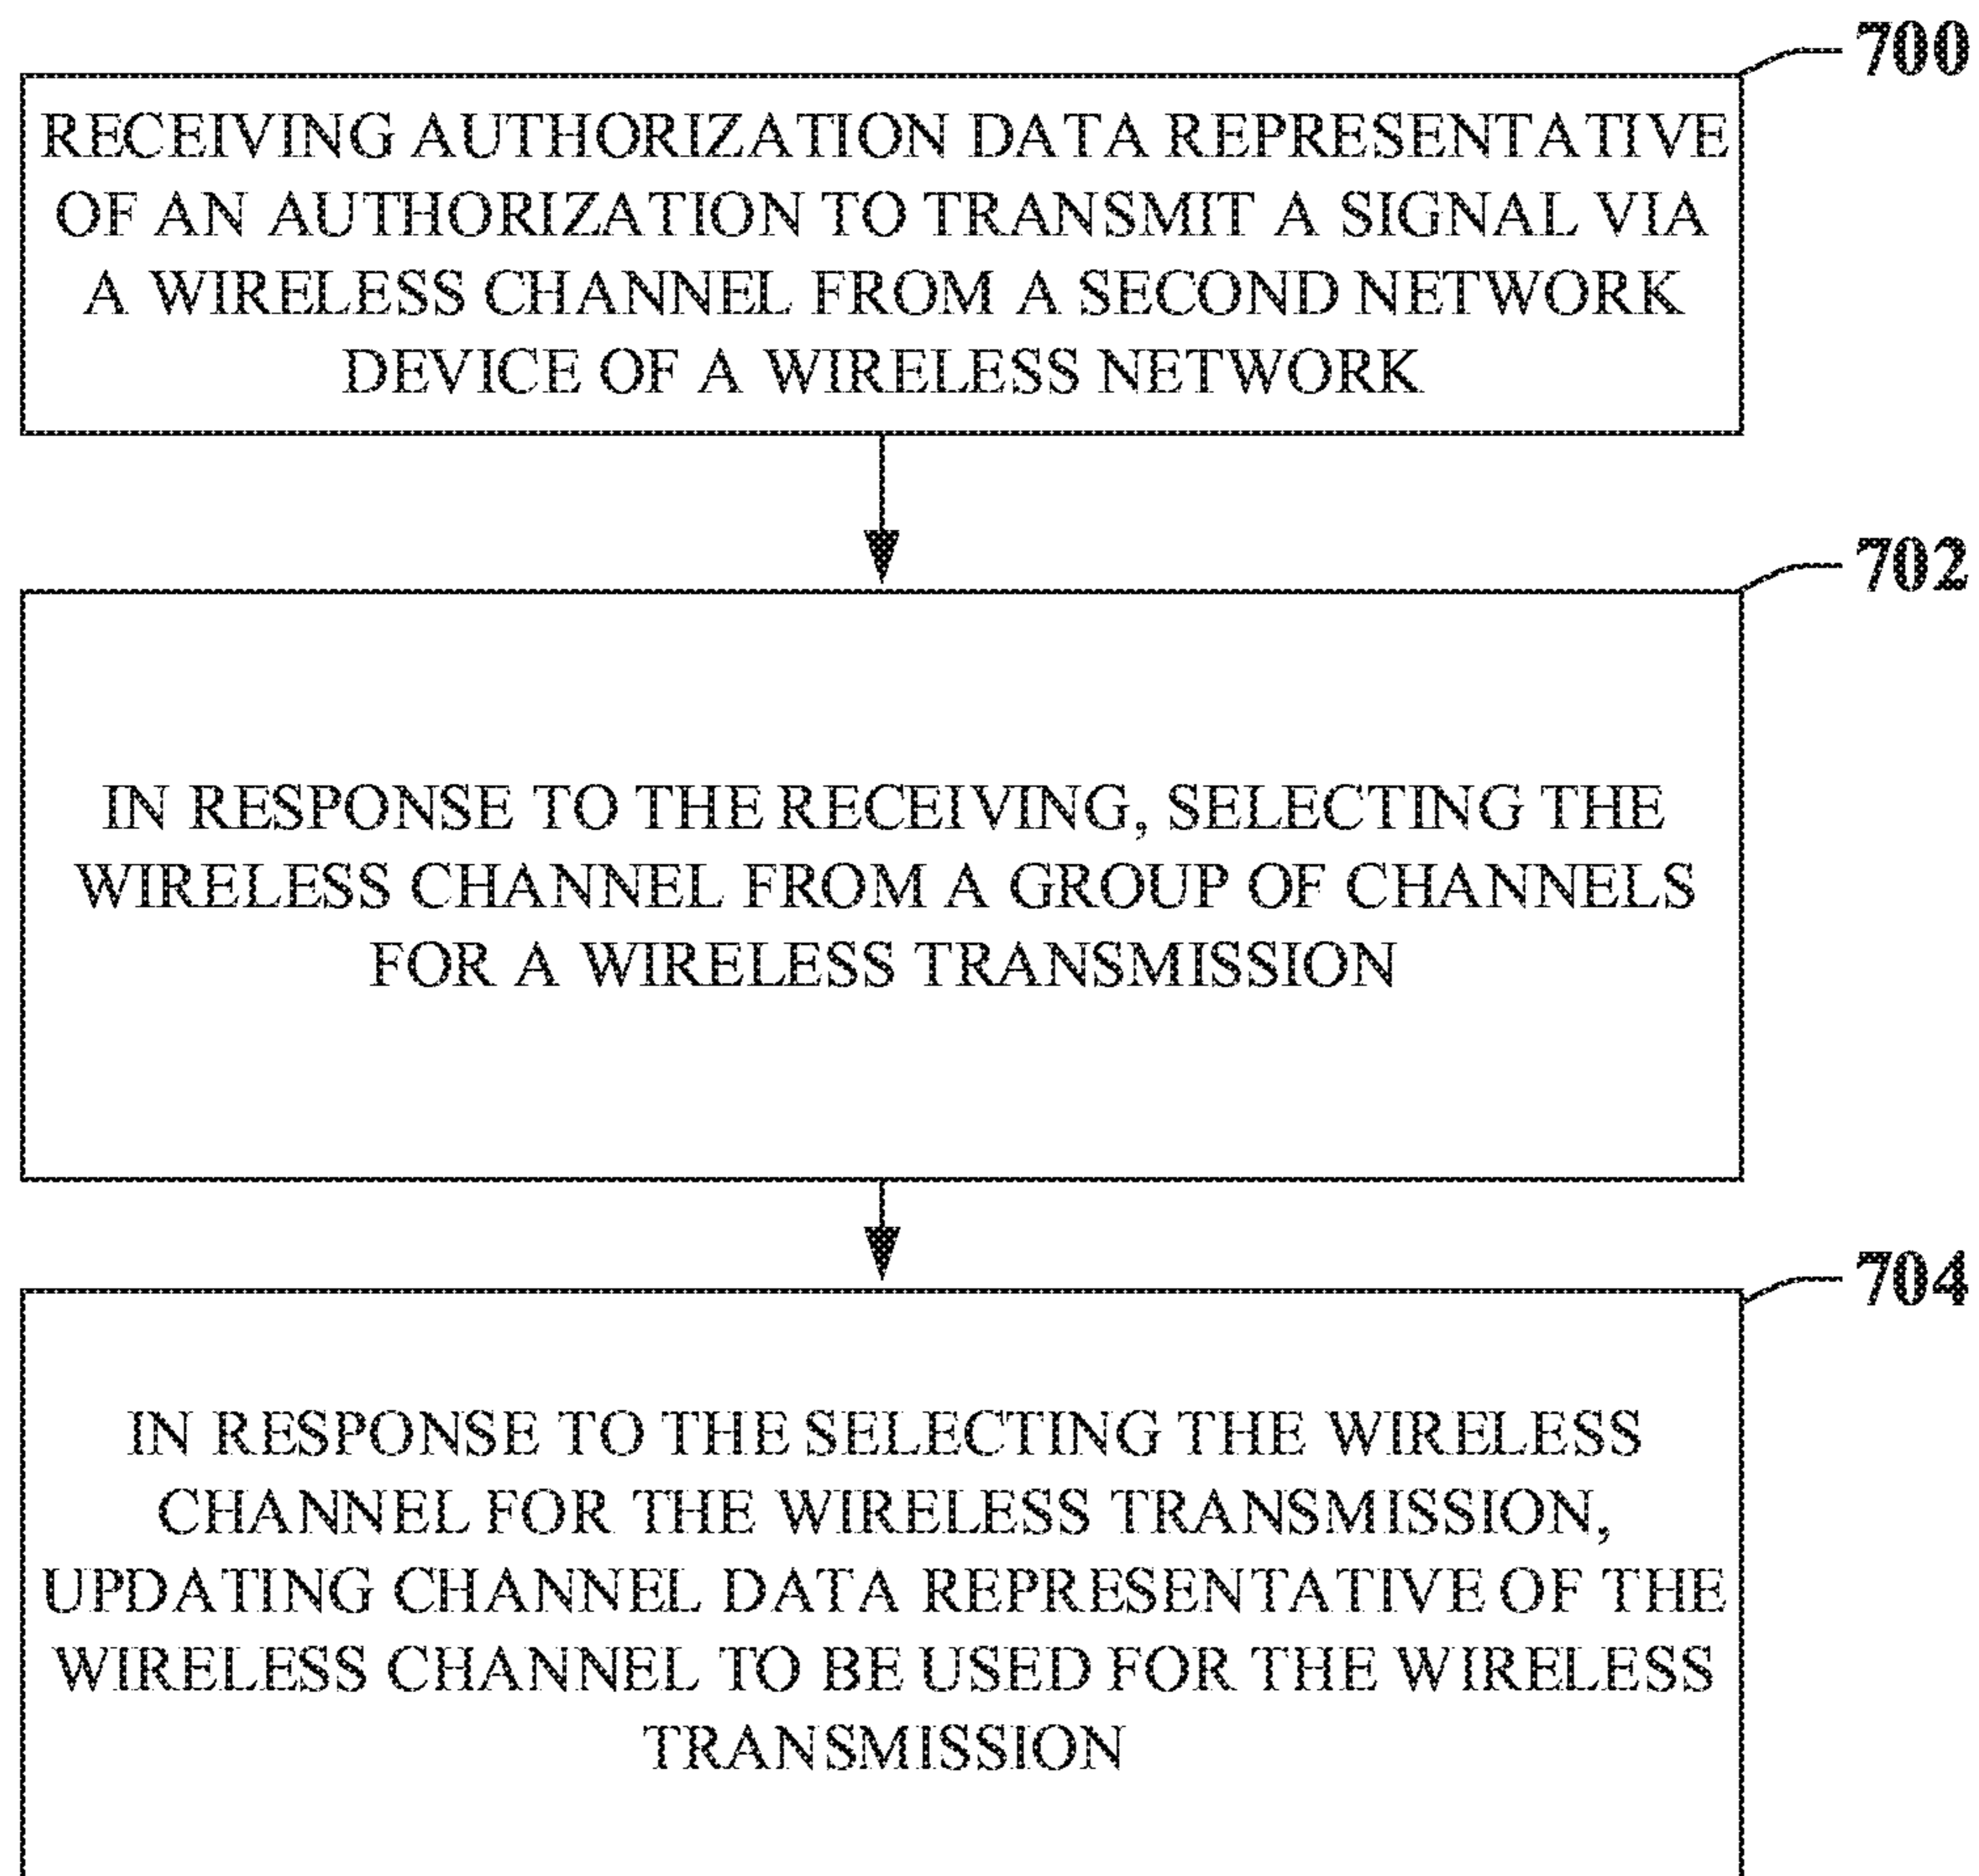 700
RECEIVING AUTHORIZATION DATA REPRESENTATIVE
OF AN AUTHORIZATION TO TRANSMIT A SIGNAL VIA
A WIRELESS CHANNEL FROM A SECOND NETWORK
DEVICE OF A WIRELESS NETWORK
702
IN RESPONSE TO THE RECEIVING, SELECTING THE
WIRELESS CHANNEL FROM A GROUP OF CHANNELS
FOR A WIRELESS TRANSMISSION
704
IN RESPONSE TO THE SELECTING THE WIRELESS
CHANNEL FOR THE WIRELESS TRANSMISSION,
UPDATING CHANNEL DATA REPRESENTATIVE OF THE
WIRELESS CHANNEL TO BE USED FOR THE WIRELESS
TRANSMISSION